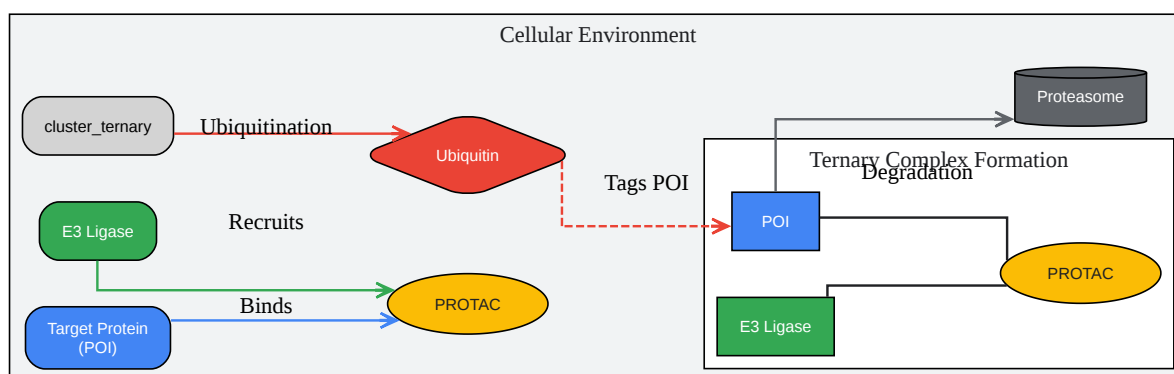 Cellular Environment
Proteasome
cluster_ternary
Ubiquitination
Ubiquitin
Ternary Complex Formation
Degradation
Tags POI
POI
Recruits
E3 Ligase
PROTAC
Binds
PROTAC
Target Protein
(POI)
E3 Ligase